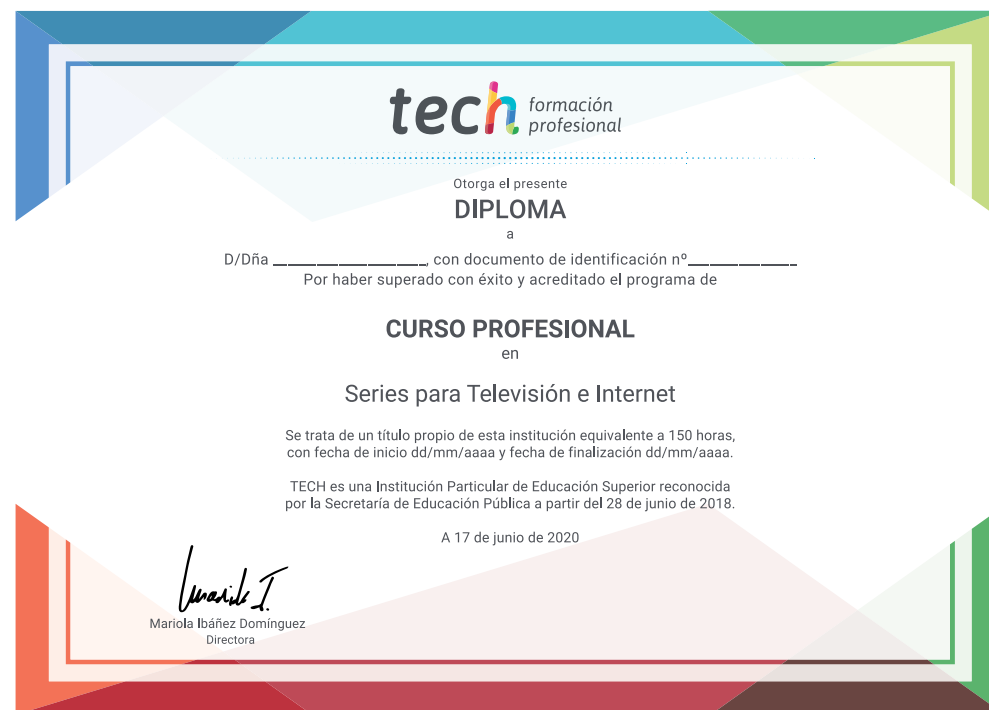 tech formación
profesional
Otorga el presente
DIPLOMA
a
D/Dña ____________________, con documento de identificación nº______________
Por haber superado con éxito y acreditado el programa de
CURSO PROFESIONAL
en
Series para Televisión e Internet
Se trata de un título propio de esta institución equivalente a 150 horas,
con fecha de inicio dd/mm/aaaa y fecha de finalización dd/mm/aaaa.
TECH es una Institución Particular de Educación Superior reconocida
por la Secretaría de Educación Pública a partir del 28 de junio de 2018.
A 17 de junio de 2020
Mariola Ibáñez Domínguez
Directora